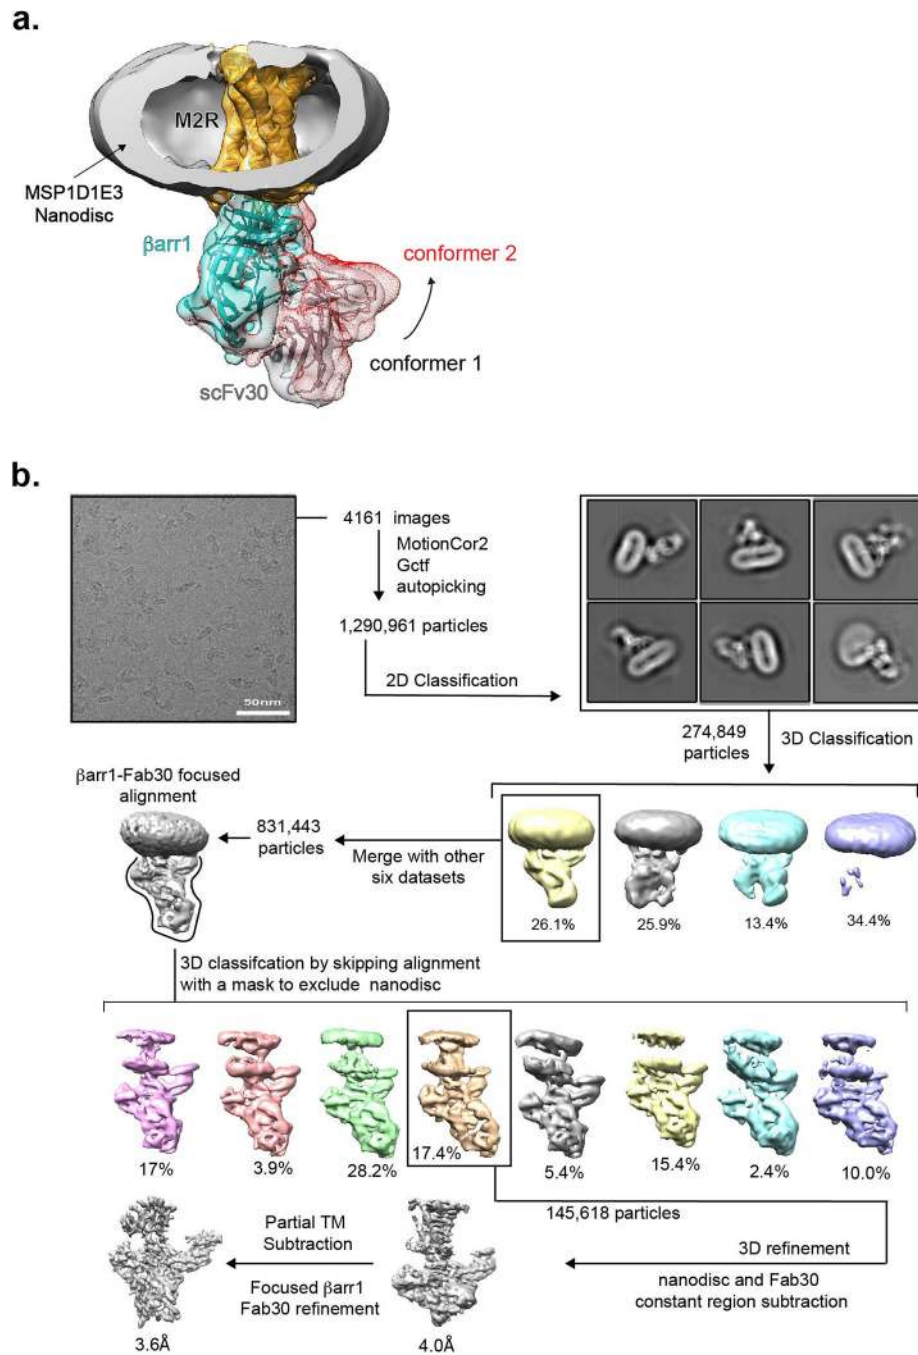 a.
M2R
MSP1D1E3
Nanodisc
βarr1
conformer 2
conformer 1
scFv30
b.
50nm
4161 images
MotionCor2
Gctf
autopicking
1,290,961 particles
2D Classification
274,849
particles
3D Classification
βarr1-Fab30 focused
alignment
831,443
particles
Merge with other
six datasets
26.1%
25.9%
13.4%
34.4%
3D classifcation by skipping alignment
with a mask to exclude nanodisc
17%
3.9%
28.2%
17.4%
5.4%
15.4%
2.4%
10.0%
145,618 particles
Partial TM
Subtraction
Focused βarr1
Fab30 refinement
3D refinement
nanodisc and Fab30
constant region subtraction
3.6Å
4.0Å